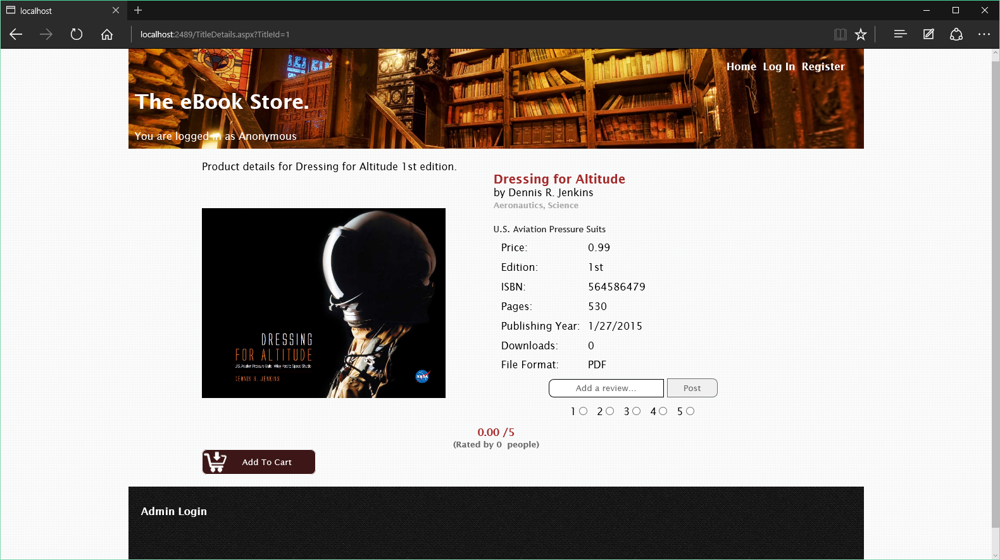 localhost
localhost:2489/TitleDetails.aspx?TitleId=1
Home Log In Register
The eBook Store.
You are logged in as Anonymous
Product details for Dressing for Altitude 1st edition.
Dressing for Altitude
by Dennis R. Jenkins
Aeronautics, Science
U.S. Aviation Pressure Suits
Price: 0.99
Edition: 1st
ISBN: 564586479
Pages: 530
Publishing Year: 1/27/2015
Downloads: 0
File Format: PDF
DRESSING
FOR ALTITUDE
U.S. Aviation Pressure Suits–Wiley Post to Space Shuttle
DENNIS R. JENKINS
NASA
Add a review... Post
1 2 3 4 5
0.00 /5
(Rated by 0 people)
Add To Cart
Admin Login